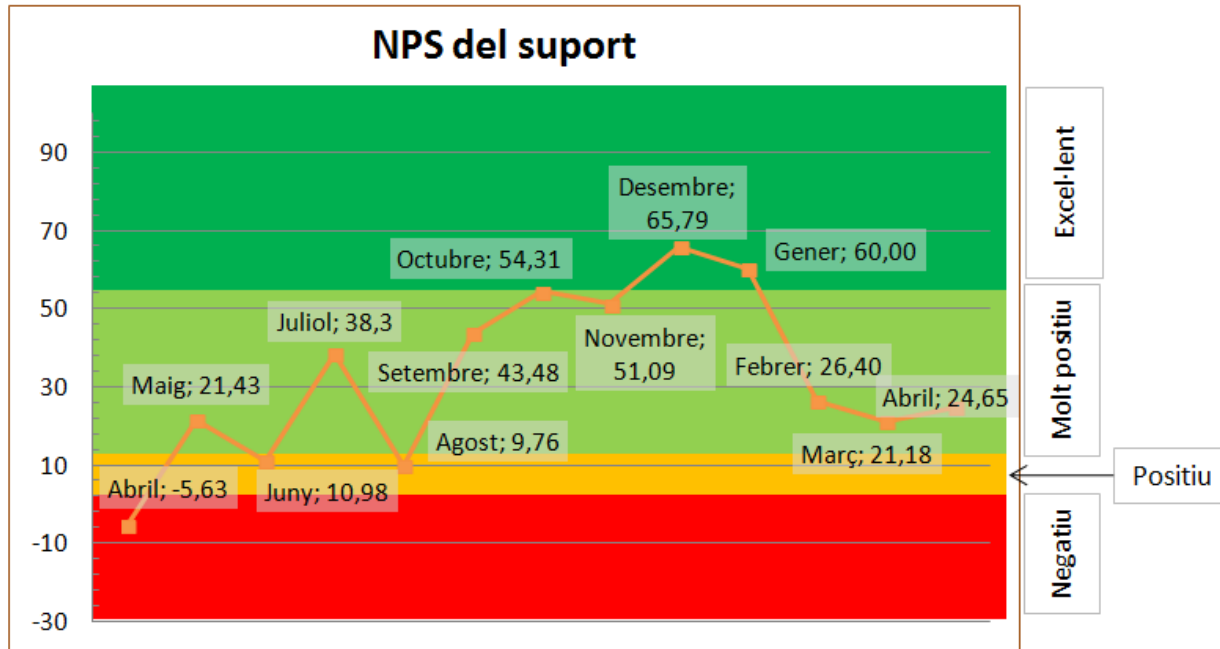 NPS del suport
90
70
50
30
10
-10
-30
Abril; -5,63
Maig; 21,43
Juny; 10,98
Juliol; 38,3
Agost; 9,76
Setembre; 43,48
Octubre; 54,31
Novembre;
51,09
Desembre;
65,79
Gener; 60,00
Febrer; 26,40
Març; 21,18
Abril; 24,65
Excel·lent
Molt positiu
Positiu
Negatiu